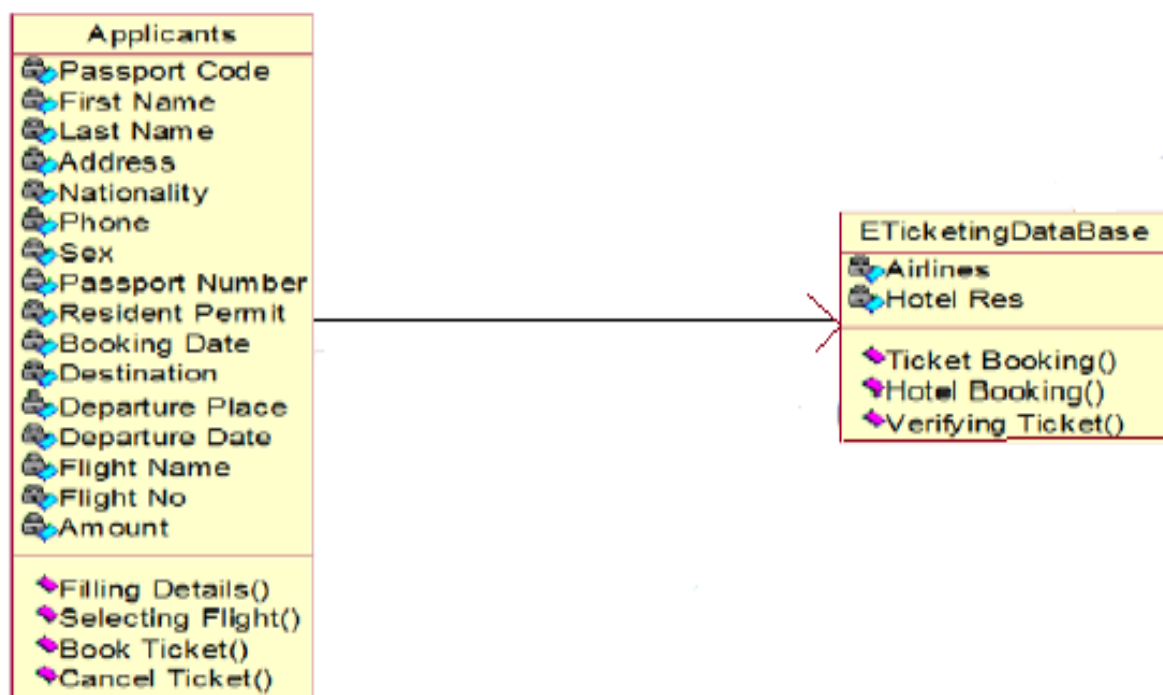 Applicants
Passport Code
First Name
Last Name
Address
Nationality
Phone
Sex
Passport Number
Resident Permit
Booking Date
Destination
Departure Place
Departure Date
Flight Name
Flight No
Amount
Filling Details()
Selecting Flight()
Book Ticket()
Cancel Ticket()
ETicketingDataBase
Airlines
Hotel Res
Ticket Booking()
Hotel Booking()
Verifying Ticket()